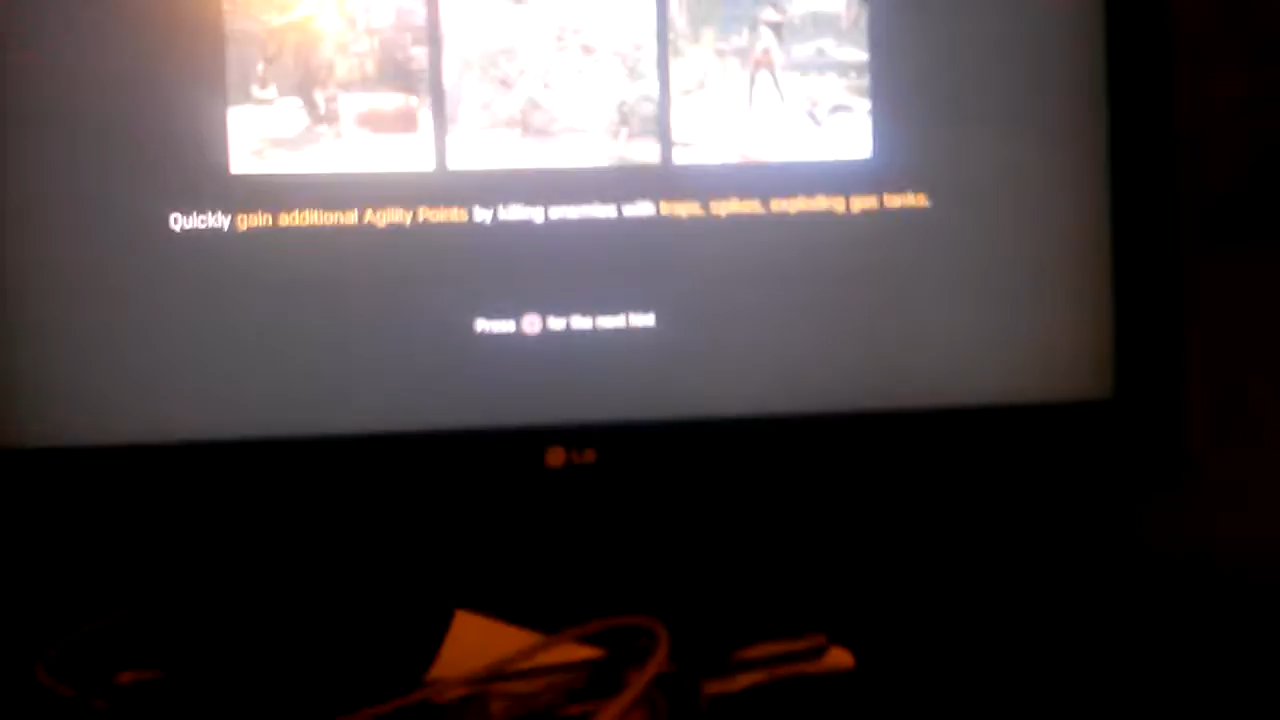 Quickly gain additional Agility Points by killing enemies with traps, spikes, exploding gas tanks.
Press for the next hint
LG